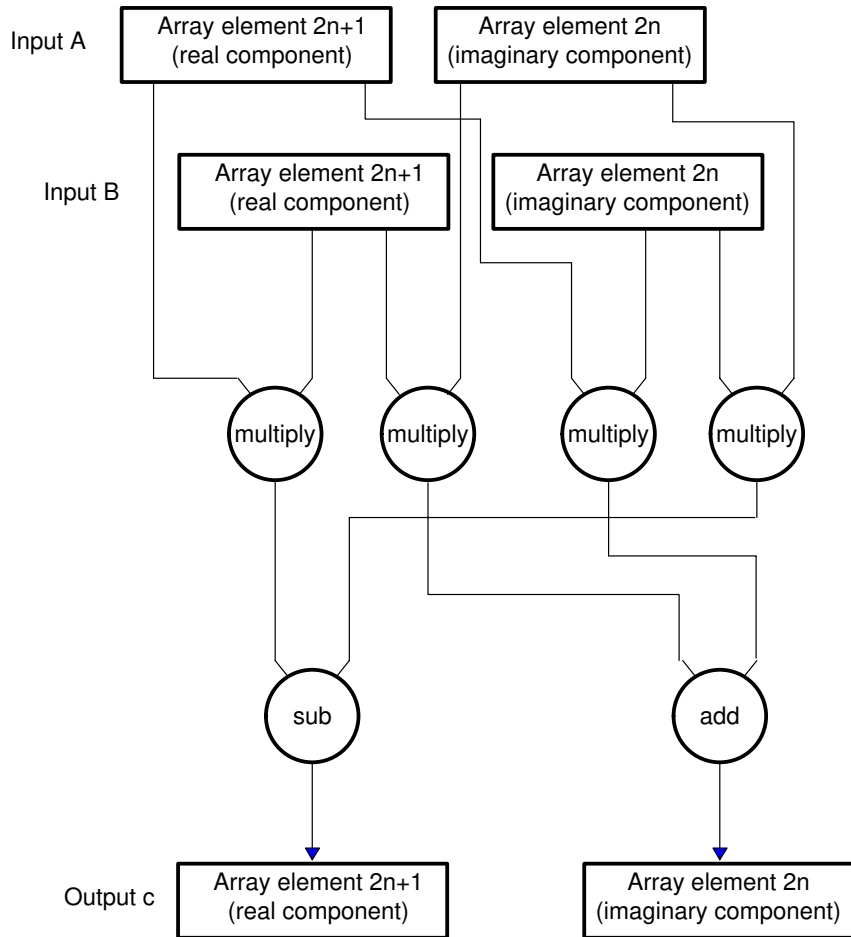 Input A
Array element 2n+1
(real component)
Array element 2n
(imaginary component)
Input B
Array element 2n+1
(real component)
Array element 2n
(imaginary component)
multiply
multiply
multiply
multiply
sub
add
Output c
Array element 2n+1
(real component)
Array element 2n
(imaginary component)